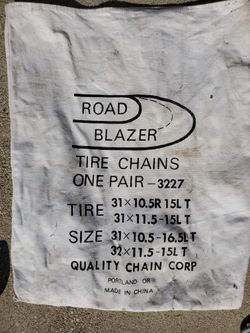 ROAD
BLAZER
TIRE CHAINS
ONE PAIR - 3227
TIRE 31×10.5R 15LT
31×11.5-15LT
SIZE 31×10.5-16.5LT
32×11.5-15LT
QUALITY CHAIN CORP
PORTLAND OR
MADE IN CHINA